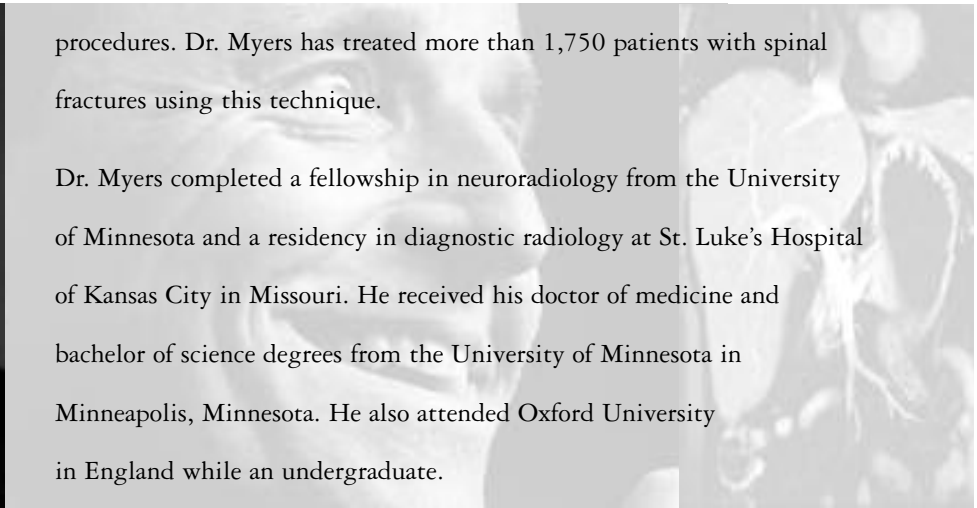 procedures. Dr. Myers has treated more than 1,750 patients with spinal
fractures using this technique.
Dr. Myers completed a fellowship in neuroradiology from the University
of Minnesota and a residency in diagnostic radiology at St. Luke’s Hospital
of Kansas City in Missouri. He received his doctor of medicine and
bachelor of science degrees from the University of Minnesota in
Minneapolis, Minnesota. He also attended Oxford University
in England while an undergraduate.